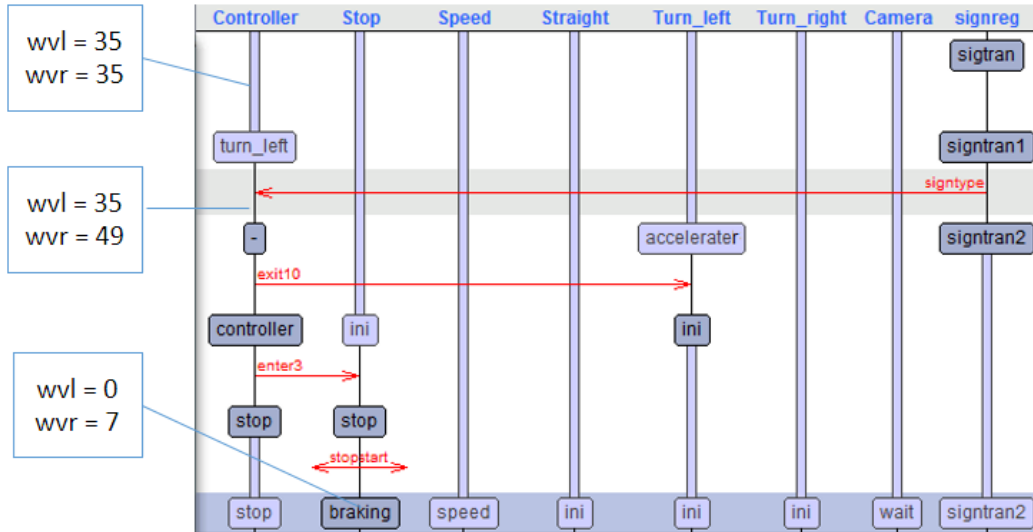 Controller Stop Speed Straight Turn_left Turn_right Camera signreg
wvl = 35
wvr = 35
sigtran
turn_left signtran1
signtype
wvl = 35
wvr = 49
- accelerater signtran2
exit10
controller ini ini
enter3
wvl = 0
wvr = 7
stop stop
stopstart
stop braking speed ini ini ini wait signtran2